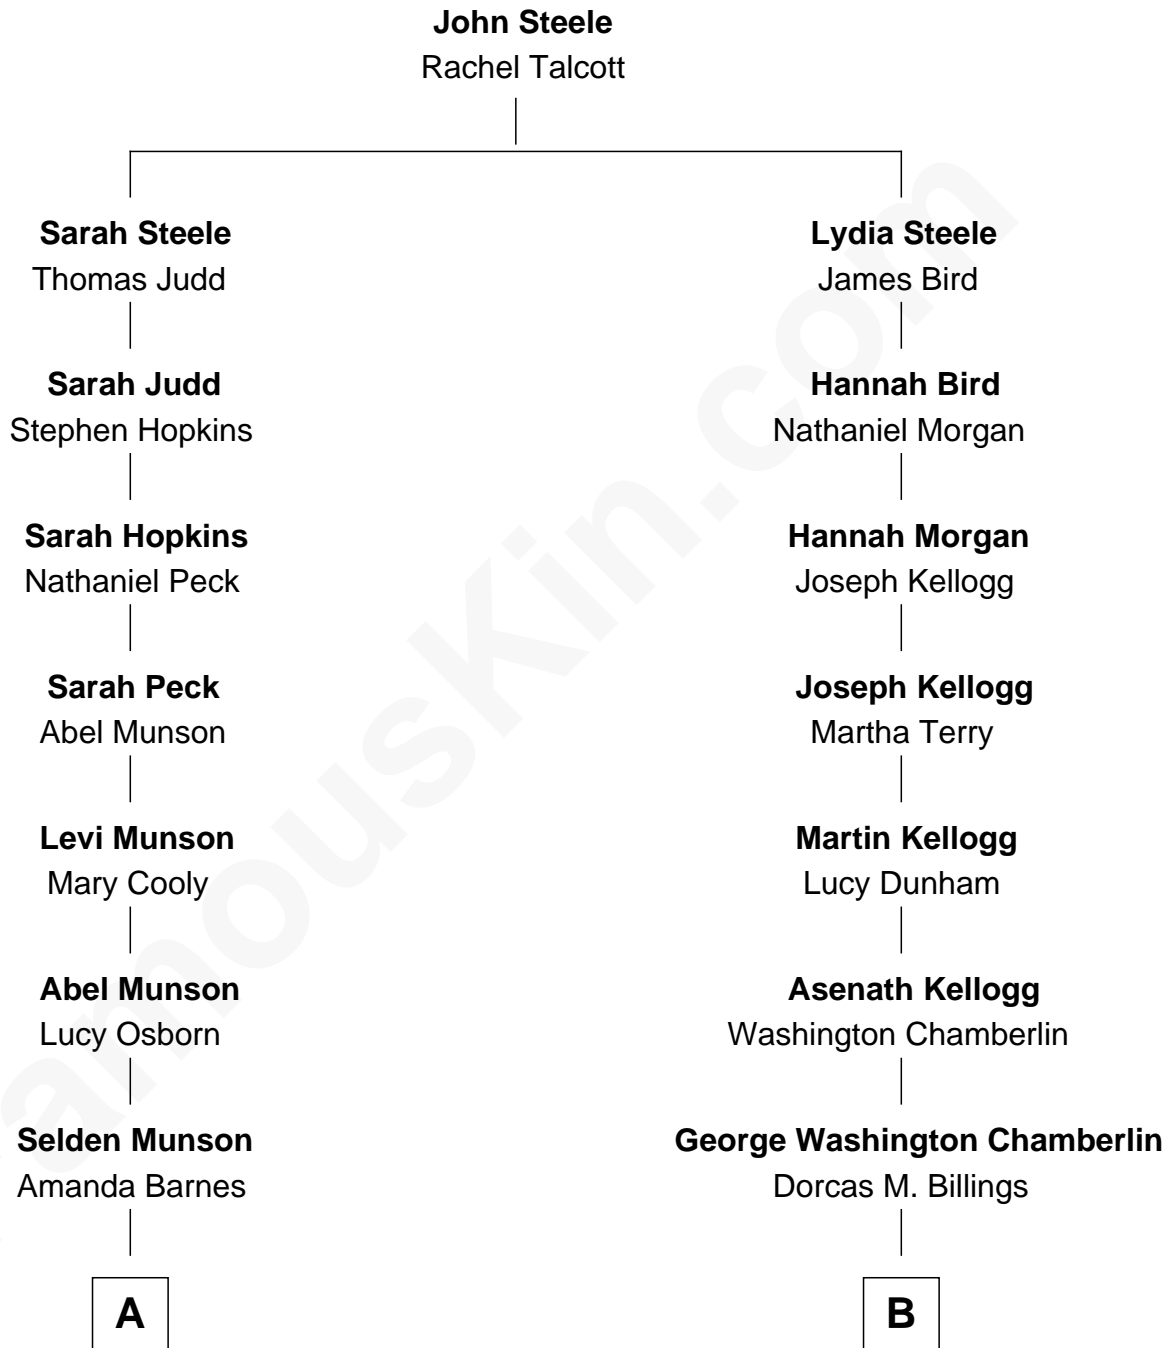 John Steele
Rachel Talcott
Sarah Steele
Thomas Judd
Lydia Steele
James Bird
Sarah Judd
Stephen Hopkins
Hannah Bird
Nathaniel Morgan
Sarah Hopkins
Nathaniel Peck
Hannah Morgan
Joseph Kellogg
Sarah Peck
Abel Munson
Joseph Kellogg
Martha Terry
Levi Munson
Mary Cooly
Martin Kellogg
Lucy Dunham
Abel Munson
Lucy Osborn
Asenath Kellogg
Washington Chamberlin
Selden Munson
Amanda Barnes
George Washington Chamberlin
Dorcas M. Billings
A
B
FamousKin.com